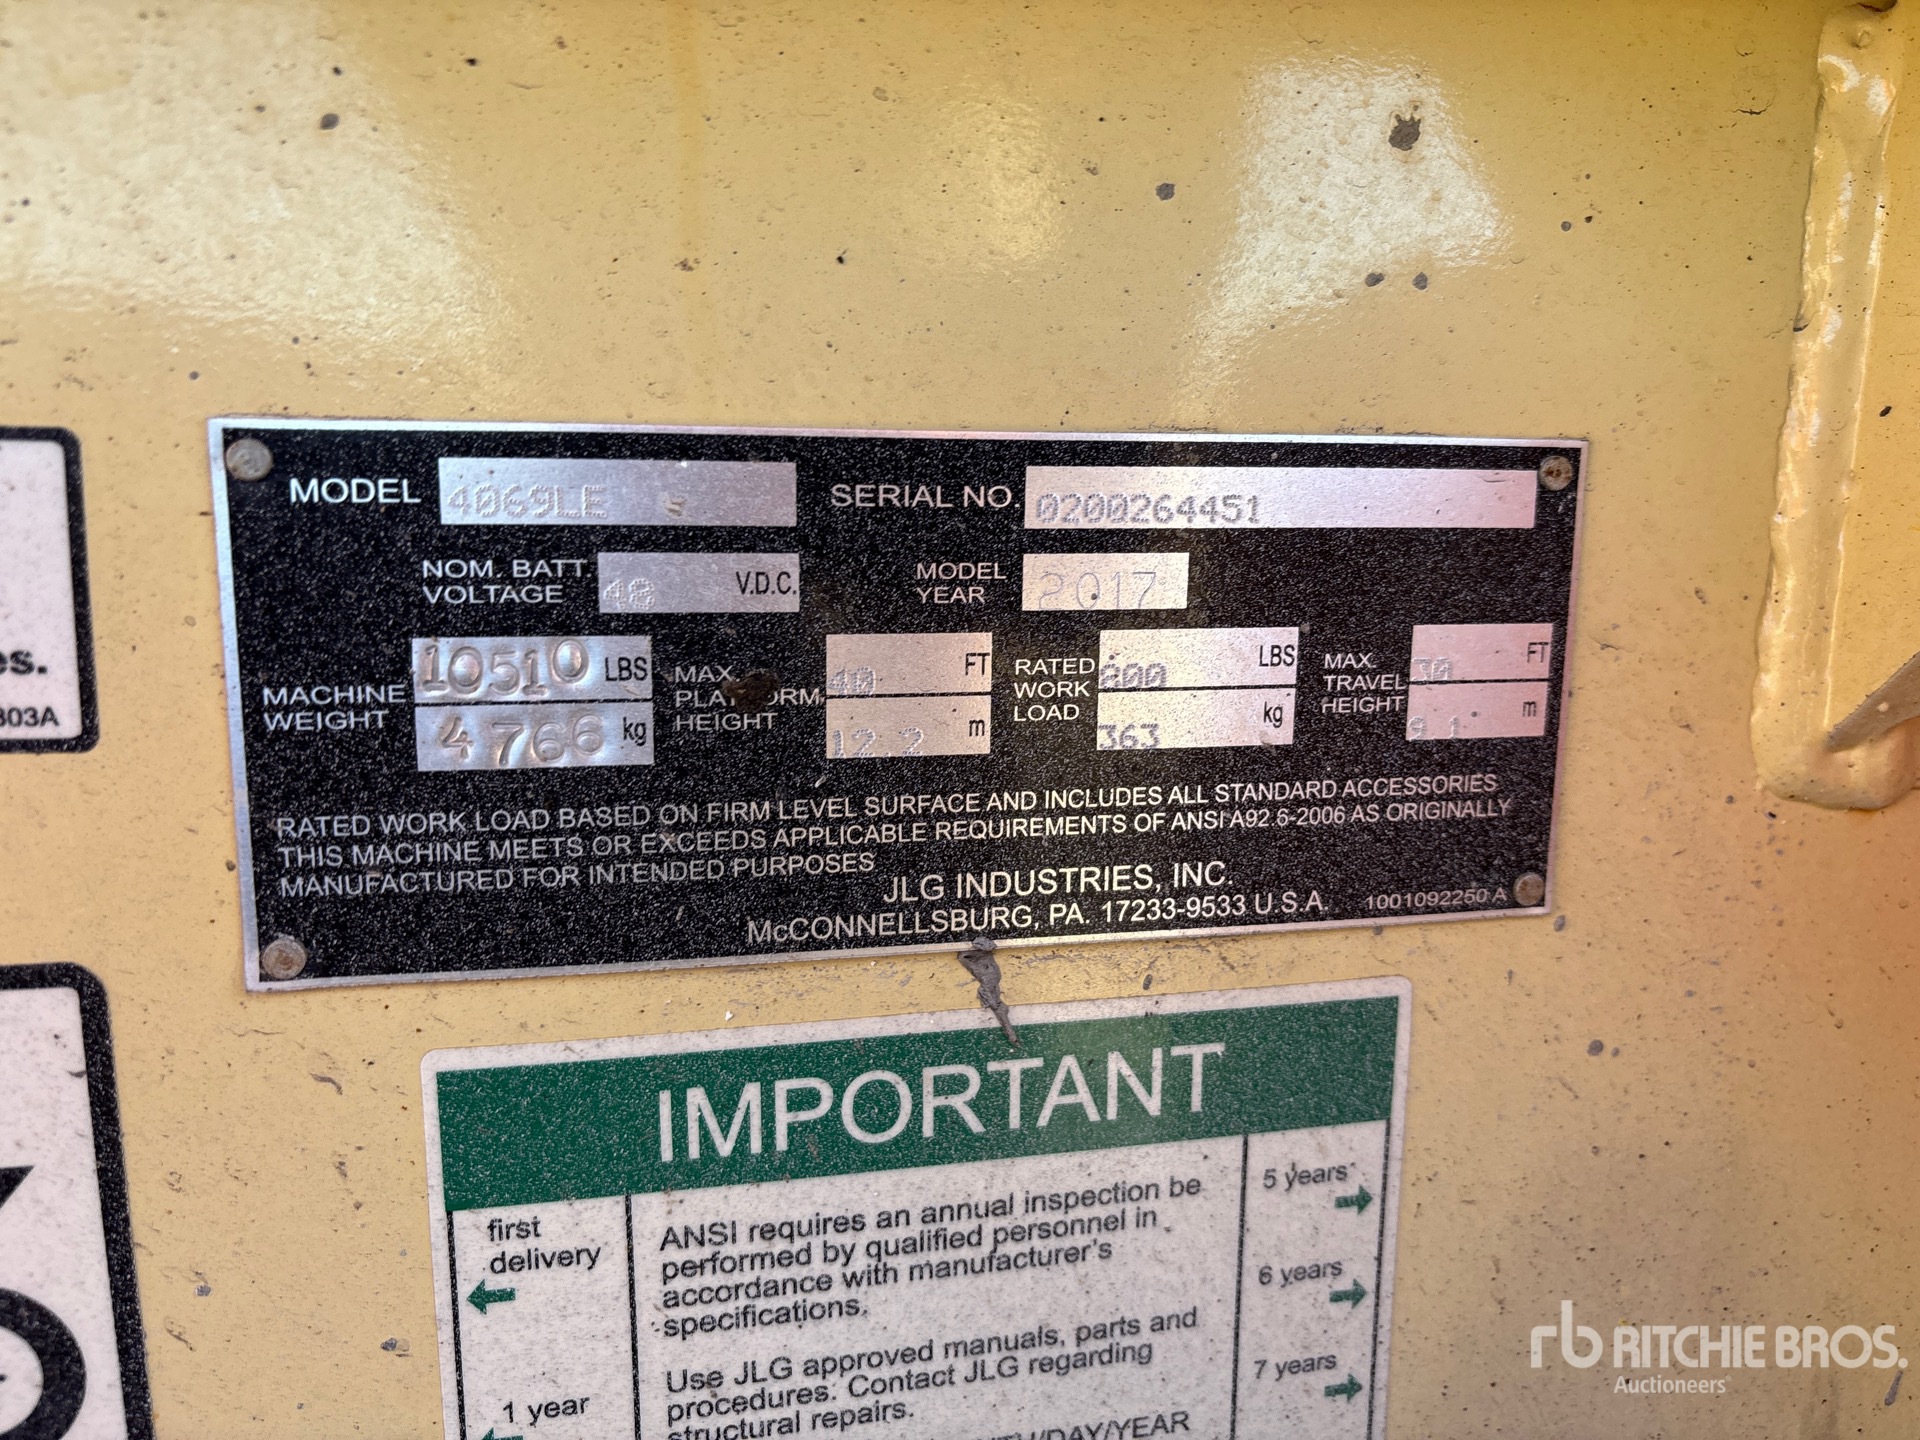 es.
803A
MODEL 4069LE SERIAL NO. 0200264451
NOM. BATT. VOLTAGE 48 V.D.C. MODEL YEAR 2017
MACHINE WEIGHT 10510 LBS 4766 kg
MAX. PLATFORM HEIGHT 40 FT 12.2 m
RATED WORK LOAD 800 LBS 363 kg
MAX. TRAVEL HEIGHT 30 FT 9.1 m
RATED WORK LOAD BASED ON FIRM LEVEL SURFACE AND INCLUDES ALL STANDARD ACCESSORIES
THIS MACHINE MEETS OR EXCEEDS APPLICABLE REQUIREMENTS OF ANSI A92.6-2006 AS ORIGINALLY
MANUFACTURED FOR INTENDED PURPOSES
JLG INDUSTRIES, INC.
McCONNELLSBURG, PA. 17233-9533 U.S.A. 1001092250 A
IMPORTANT
first
delivery
1 year
ANSI requires an annual inspection be
performed by qualified personnel in
accordance with manufacturer's
specifications.
Use JLG approved manuals, parts and
procedures. Contact JLG regarding
structural repairs.
/DAY/YEAR
5 years
6 years
7 years
rb RITCHIE BROS.
Auctioneers